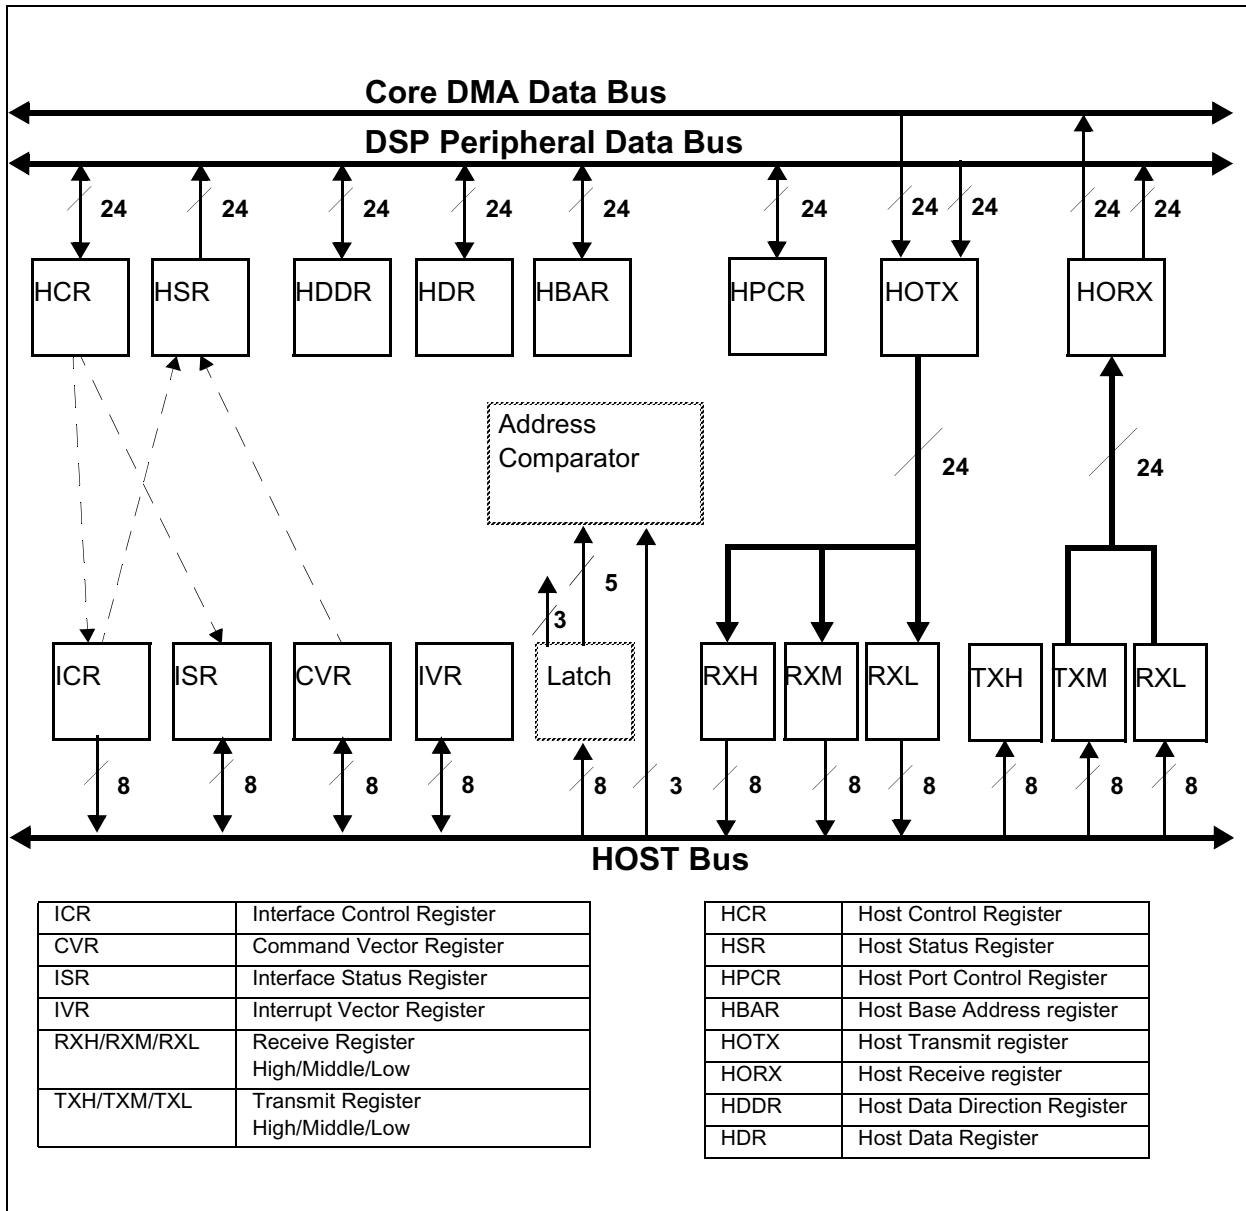 Core DMA Data Bus
DSP Peripheral Data Bus
24 24 24 24 24 24 24 24 24 24
HCR HSR HDDR HDR HBAR HPCR HOTX HORX
Address
Comparator
24 24
5
3
ICR ISR CVR IVR Latch RXH RXM RXL TXH TXM RXL
8 8 8 8 8 3 8 8 8 8 8 8
HOST Bus
ICR Interface Control Register
CVR Command Vector Register
ISR Interface Status Register
IVR Interrupt Vector Register
RXH/RXM/RXL Receive Register
High/Middle/Low
TXH/TXM/TXL Transmit Register
High/Middle/Low
HCR Host Control Register
HSR Host Status Register
HPCR Host Port Control Register
HBAR Host Base Address register
HOTX Host Transmit register
HORX Host Receive register
HDDR Host Data Direction Register
HDR Host Data Register